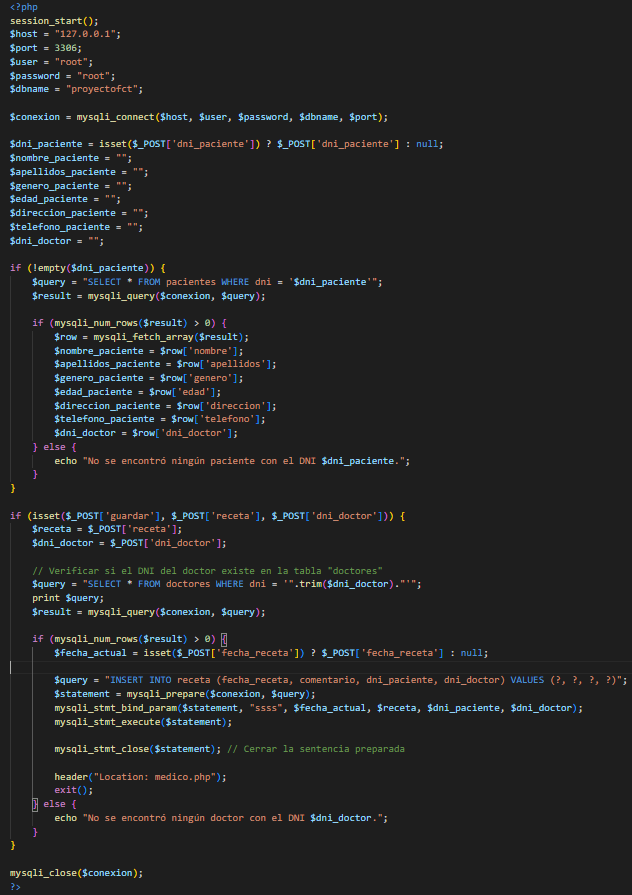 <?php
session_start();
$host = "127.0.0.1";
$port = 3306;
$user = "root";
$password = "root";
$dbname = "proyectofct";

$conexion = mysqli_connect($host, $user, $password, $dbname, $port);

$dni_paciente = isset($_POST['dni_paciente']) ? $_POST['dni_paciente'] : null;
$nombre_paciente = "";
$apellidos_paciente = "";
$genero_paciente = "";
$edad_paciente = "";
$direccion_paciente = "";
$telefono_paciente = "";
$dni_doctor = "";

if (!empty($dni_paciente)) {
    $query = "SELECT * FROM pacientes WHERE dni = '$dni_paciente'";
    $result = mysqli_query($conexion, $query);

    if (mysqli_num_rows($result) > 0) {
        $row = mysqli_fetch_array($result);
        $nombre_paciente = $row['nombre'];
        $apellidos_paciente = $row['apellidos'];
        $genero_paciente = $row['genero'];
        $edad_paciente = $row['edad'];
        $direccion_paciente = $row['direccion'];
        $telefono_paciente = $row['telefono'];
        $dni_doctor = $row['dni_doctor'];
    } else {
        echo "No se encontró ningún paciente con el DNI $dni_paciente.";
    }
}

if (isset($_POST['guardar'], $_POST['receta'], $_POST['dni_doctor'])) {
    $receta = $_POST['receta'];
    $dni_doctor = $_POST['dni_doctor'];

    // Verificar si el DNI del doctor existe en la tabla "doctores"
    $query = "SELECT * FROM doctores WHERE dni = '".trim($dni_doctor)."'";
    print $query;
    $result = mysqli_query($conexion, $query);

    if (mysqli_num_rows($result) > 0) {
        $fecha_actual = isset($_POST['fecha_receta']) ? $_POST['fecha_receta'] : null;

        $query = "INSERT INTO receta (fecha_receta, comentario, dni_paciente, dni_doctor) VALUES (?, ?, ?, ?)";
        $statement = mysqli_prepare($conexion, $query);
        mysqli_stmt_bind_param($statement, "ssss", $fecha_actual, $receta, $dni_paciente, $dni_doctor);
        mysqli_stmt_execute($statement);

        mysqli_stmt_close($statement); // Cerrar la sentencia preparada

        header("Location: medico.php");
        exit();
    } else {
        echo "No se encontró ningún doctor con el DNI $dni_doctor.";
    }
}

mysqli_close($conexion);
?>